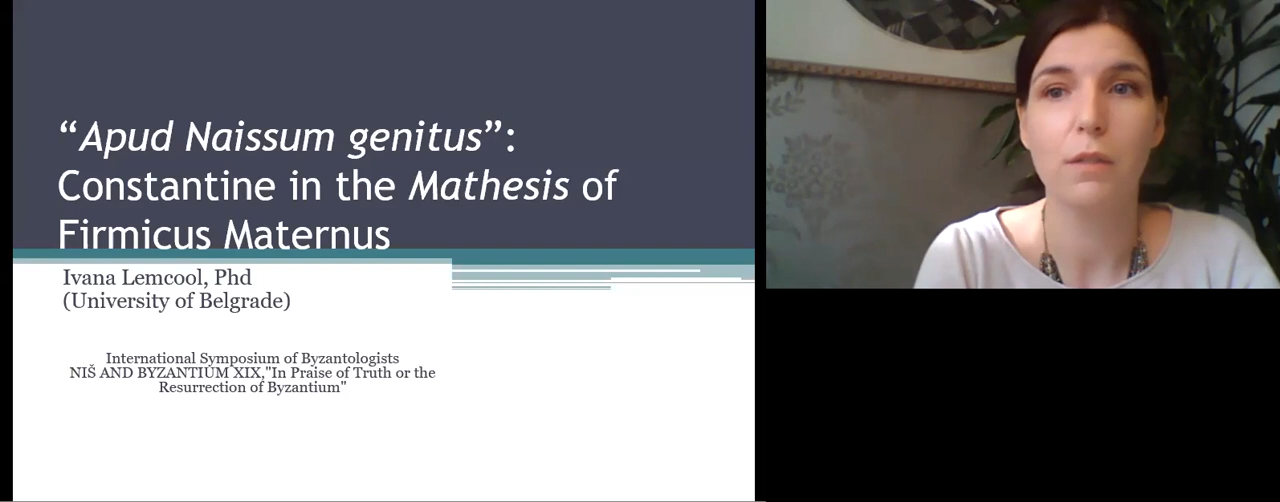 “Apud Naissum genitus”:
Constantine in the Mathesis of
Firmicus Maternus
Ivana Lemcool, Phd
(University of Belgrade)
International Symposium of Byzantologists
NIŠ AND BYZANTIUM XIX,"In Praise of Truth or the
Resurrection of Byzantium"